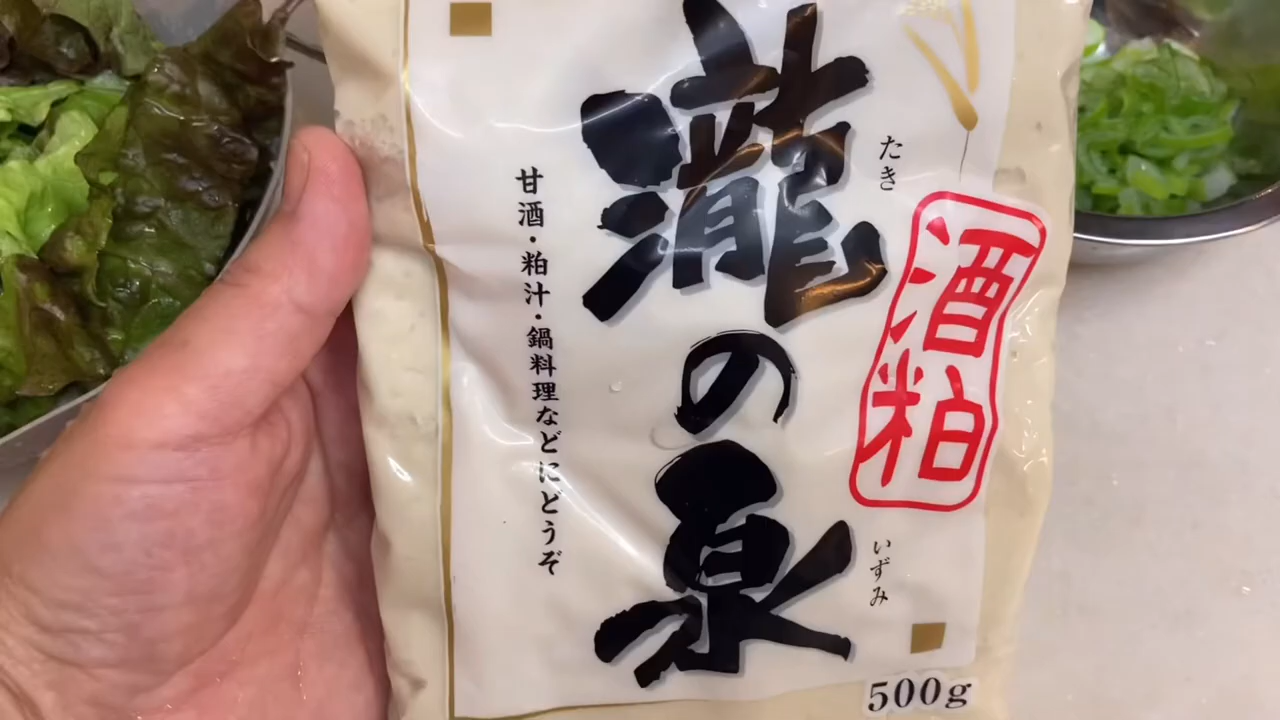 瀧の泉
たき
いずみ
酒粕
甘酒・粕汁・鍋料理などにどうぞ
500g